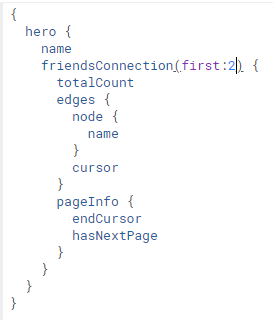 {
  hero {
    name
    friendsConnection(first:2) {
      totalCount
      edges {
        node {
          name
        }
        cursor
      }
      pageInfo {
        endCursor
        hasNextPage
      }
    }
  }
}